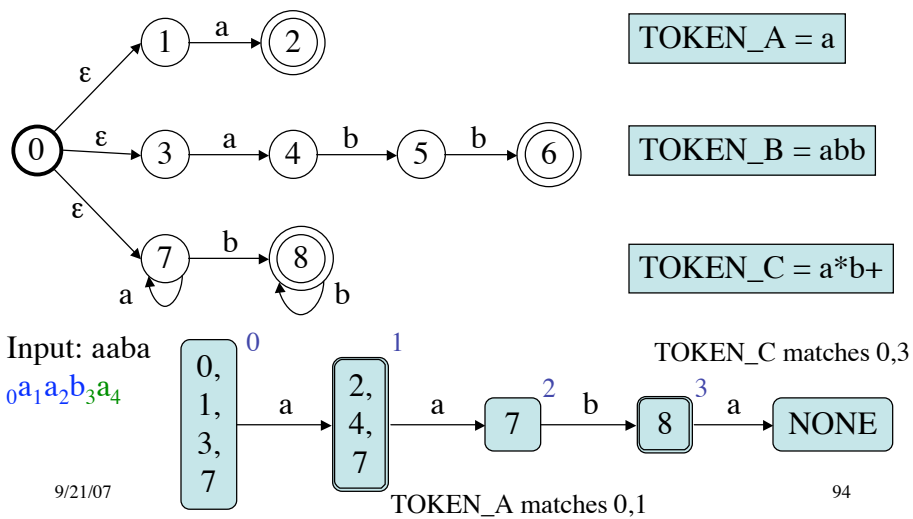 1 a 2
TOKEN_A = a
ε
0 ε 3 a 4 b 5 b 6
TOKEN_B = abb
ε
7 b 8
a b
TOKEN_C = a*b+
Input: aaba
0a1a2b3a4
0
0,
1,
3,
7
a
1
2,
4,
7
a
2
7
b
3
8
a
NONE
TOKEN_C matches 0,3
TOKEN_A matches 0,1
9/21/07
94